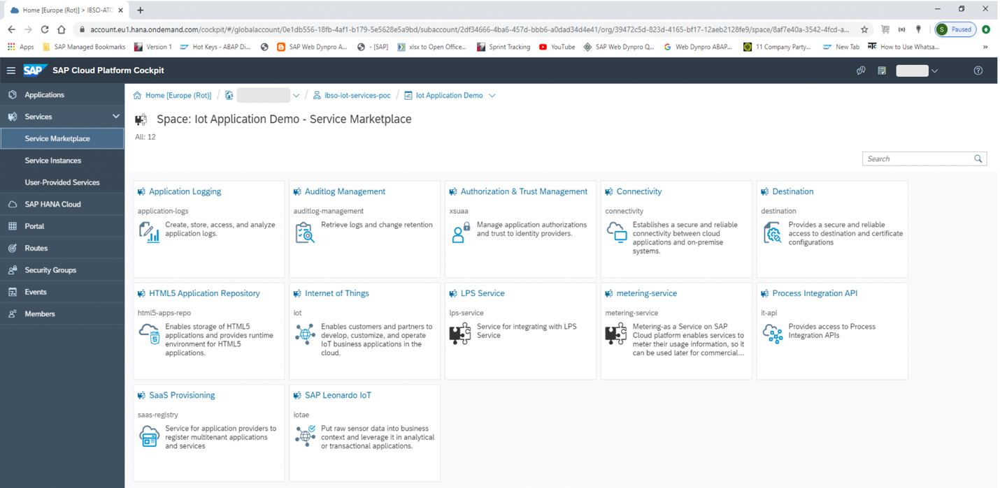 Home [Europe (Rot)] > IBSO-ATC
account.eu1.hana.ondemand.com/cockpit/#/globalaccount/0e1db556-18fb-4af1-b179-5e5628e5a9bd/subaccount/2df34666-4ba6-457d-bbb6-a0dad34d4e41/org/39472c5d-823d-4165-bf17-12aeb2128fe9/space/8af7e40a-3542-4fcd-a...
S Paused
Apps SAP Managed Bookmarks Version 1 Hot Keys - ABAP Di... SAP Web Dynpro A... - [SAP] xlsx to Open Office... Sprint Tracking YouTube SAP Web Dynpro Q... Web Dynpro ABAP... 11 Company Party... New Tab How to Use Whatsa... »
SAP SAP Cloud Platform Cockpit
Applications
Services
Service Marketplace
Service Instances
User-Provided Services
SAP HANA Cloud
Portal
Routes
Security Groups
Events
Members
Home [Europe (Rot)] / / ibso-iot-services-poc / Iot Application Demo
Space: Iot Application Demo - Service Marketplace
All: 12
Search
Application Logging
application-logs
Create, store, access, and analyze
application logs.
Auditlog Management
auditlog-management
Retrieve logs and change retention
Authorization & Trust Management
xsuaa
Manage application authorizations
and trust to identity providers.
Connectivity
connectivity
Establishes a secure and reliable
connectivity between cloud
applications and on-premise
systems.
Destination
destination
Provides a secure and reliable
access to destination and certificate
configurations
HTML5 Application Repository
html5-apps-repo
Enables storage of HTML5
applications and provides runtime
environment for HTML5
applications.
Internet of Things
iot
Enables customers and partners to
develop, customize, and operate
IoT business applications in the
cloud.
LPS Service
lps-service
Service for integrating with LPS
Service
metering-service
metering-service
Metering-as a Service on SAP
Cloud platform enables services to
meter their usage information, so it
can be used later for commercial...
Process Integration API
it-api
Provides access to Process
Integration APIs
SaaS Provisioning
saas-registry
Service for application providers to
register multitenant applications
and services
SAP Leonardo IoT
iotae
Put raw sensor data into business
context and leverage it in analytical
or transactional applications.